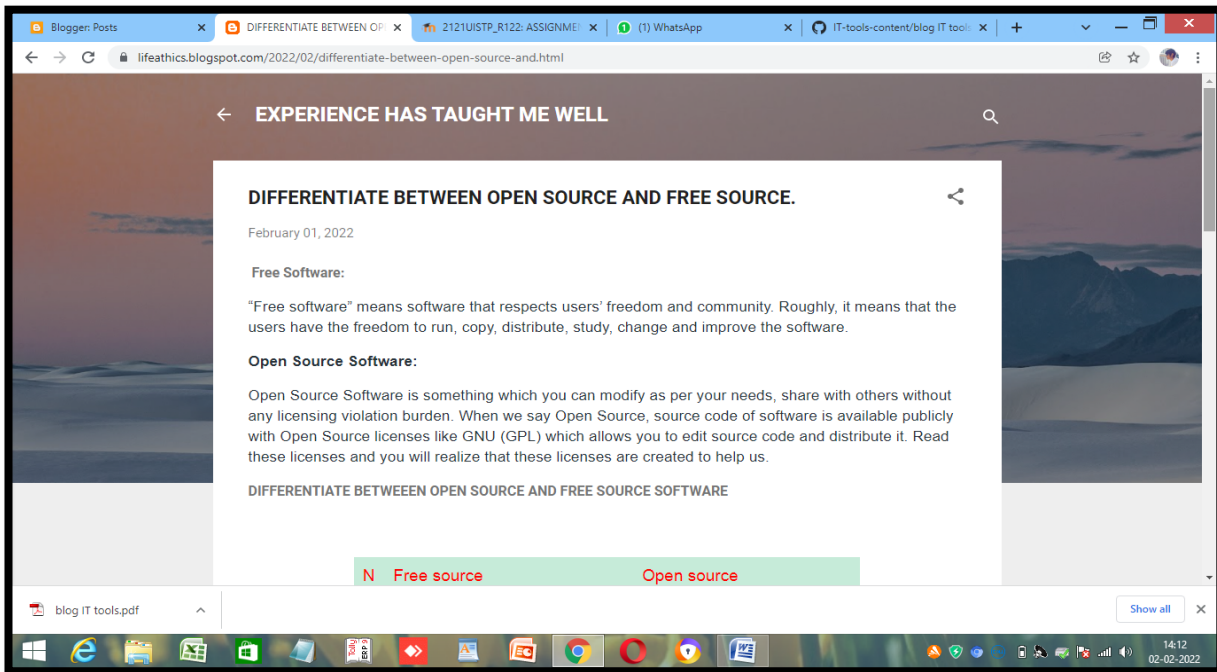 Blogger: Posts
DIFFERENTIATE BETWEEN OP
2121UISTP_R122: ASSIGNME
(1) WhatsApp
IT-tools-content/blog IT tools
lifeathics.blogspot.com/2022/02/differentiate-between-open-source-and.html
EXPERIENCE HAS TAUGHT ME WELL
DIFFERENTIATE BETWEEN OPEN SOURCE AND FREE SOURCE.
February 01, 2022
Free Software:
“Free software” means software that respects users’ freedom and community. Roughly, it means that the
users have the freedom to run, copy, distribute, study, change and improve the software.
Open Source Software:
Open Source Software is something which you can modify as per your needs, share with others without
any licensing violation burden. When we say Open Source, source code of software is available publicly
with Open Source licenses like GNU (GPL) which allows you to edit source code and distribute it. Read
these licenses and you will realize that these licenses are created to help us.
DIFFERENTIATE BETWEEEN OPEN SOURCE AND FREE SOURCE SOFTWARE
N Free source Open source
blog IT tools.pdf
Show all
Tally
ERP 9
14:12
02-02-2022